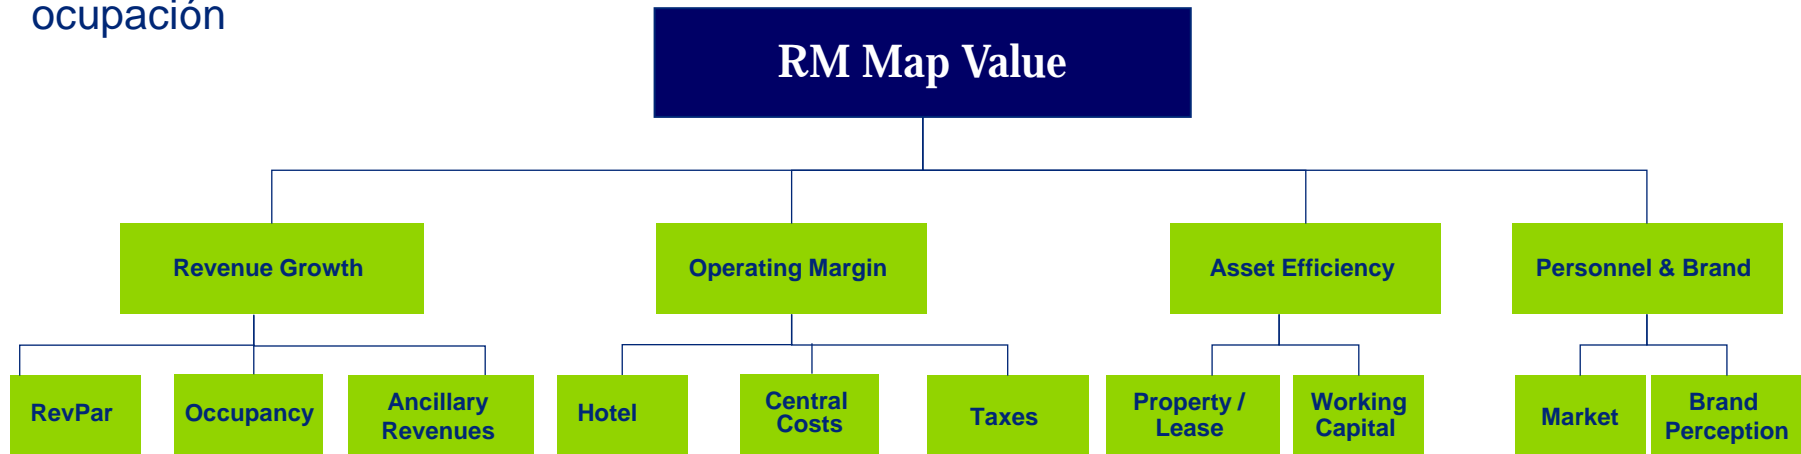 ocupación
RM Map Value
Revenue Growth
Operating Margin
Asset Efficiency
Personnel & Brand
RevPar
Occupancy
Ancillary
Revenues
Hotel
Central
Costs
Taxes
Property /
Lease
Working
Capital
Market
Brand
Perception